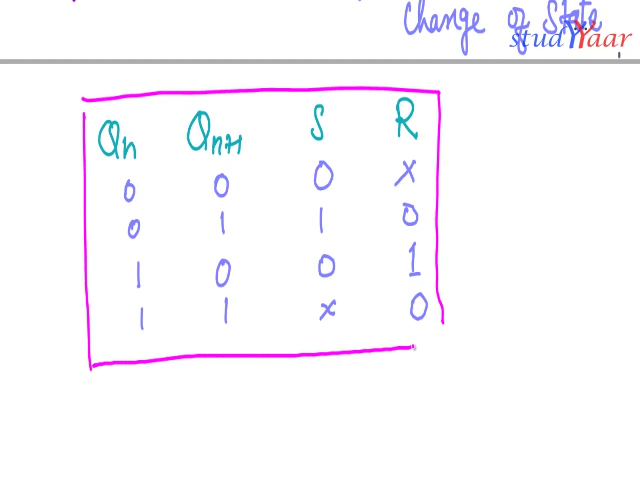 Change of State
studYYaar
Qn Qn+1 S R
0 0 0 x
0 1 1 0
1 0 0 1
1 1 x 0